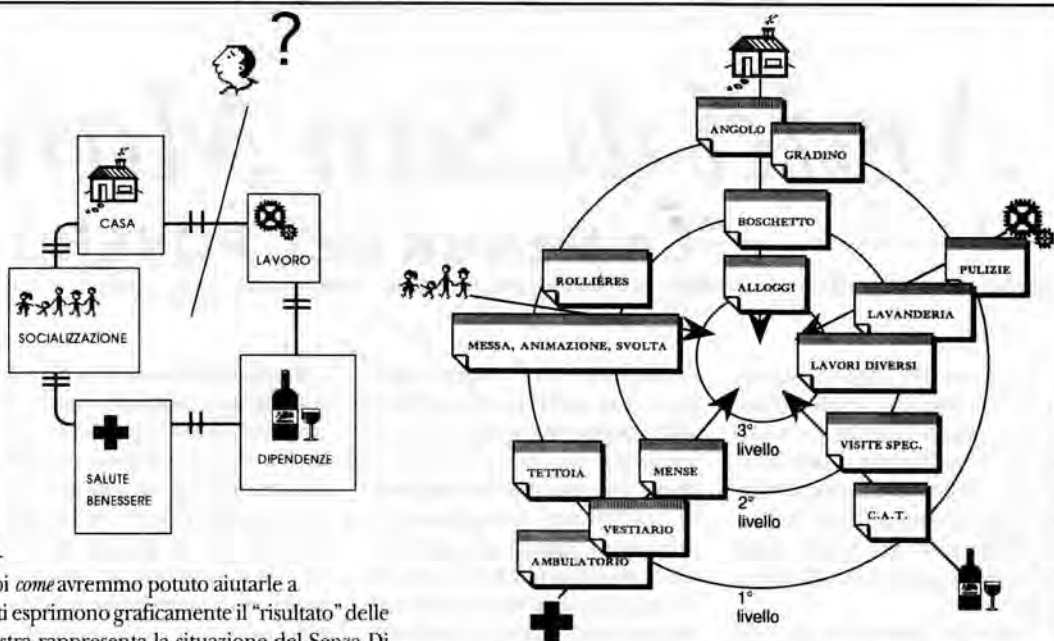 ?
CASA
LAVORO
SOCIALIZZAZIONE
SALUTE
BENESSERE
DIPENDENZE
ANGOLO
GRADINO
BOSCHETTO
ROLLIÉRES
ALLOGGI
PULIZIE
LAVANDERIA
MESSA, ANIMAZIONE, SVOLTA
LAVORI DIVERSI
3°
livello
VISITE SPEC.
TETTOIA
MENSE
2°
livello
C.A.T.
VESTIARIO
AMBULATORIO
1°
livello
come avremmo potuto aiutarle a
ti esprimono graficamente il "risultato" delle
stra rappresenta la situazione del Senza Di